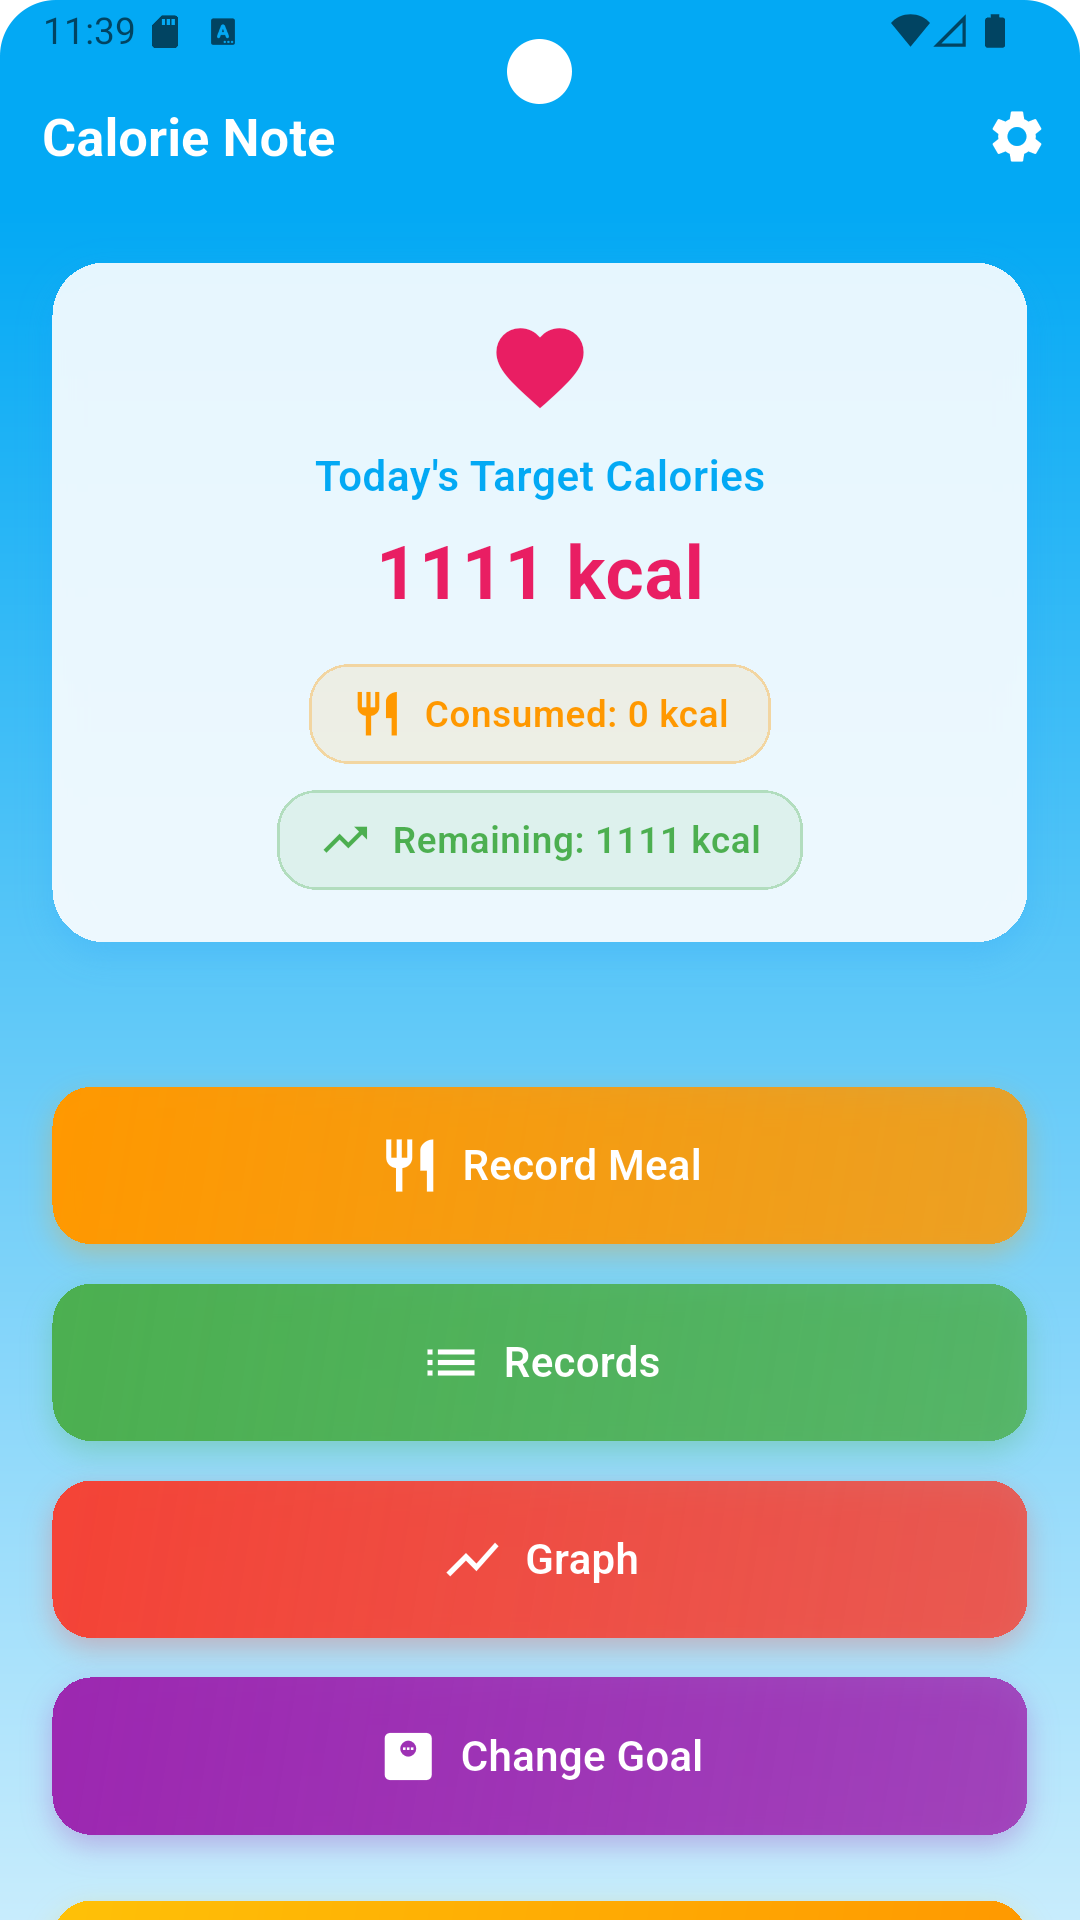 11:39
Calorie Note
Today's Target Calories
1111 kcal
Consumed: 0 kcal
Remaining: 1111 kcal
Record Meal
Records
Graph
Change Goal